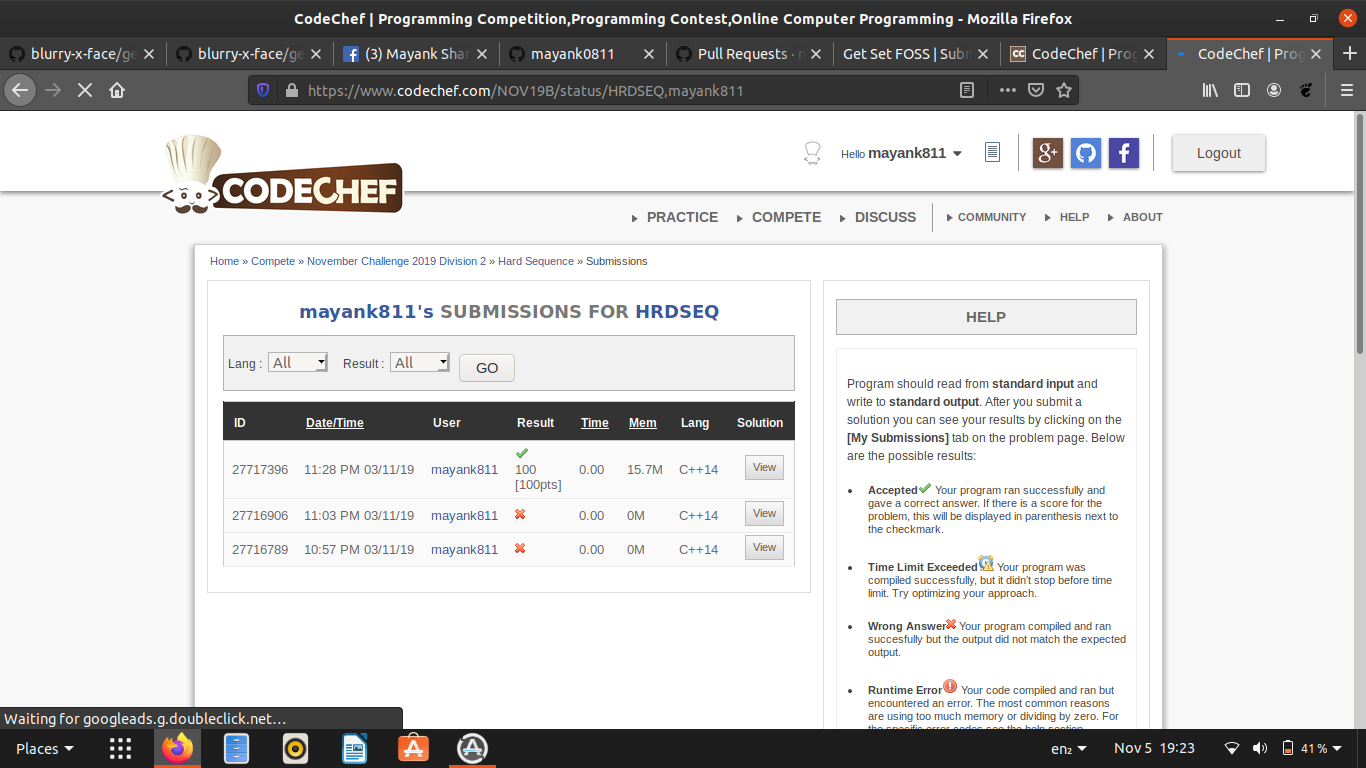 CodeChef | Programming Competition,Programming Contest,Online Computer Programming - Mozilla Firefox
blurry-x-face/ge
blurry-x-face/ge
(3) Mayank Shar
mayank0811
Pull Requests · m
Get Set FOSS | Subm
CodeChef | Prog
CodeChef | Prog
https://www.codechef.com/NOV19B/status/HRDSEQ,mayank811
CODECHEF
Hello mayank811
g+
f
Logout
PRACTICE
COMPETE
DISCUSS
COMMUNITY
HELP
ABOUT
Home » Compete » November Challenge 2019 Division 2 » Hard Sequence » Submissions
mayank811's SUBMISSIONS FOR HRDSEQ
Lang : All Result : All GO
ID Date/Time User Result Time Mem Lang Solution
27717396 11:28 PM 03/11/19 mayank811 100 [100pts] 0.00 15.7M C++14 View
27716906 11:03 PM 03/11/19 mayank811 0.00 0M C++14 View
27716789 10:57 PM 03/11/19 mayank811 0.00 0M C++14 View
HELP
Program should read from standard input and
write to standard output. After you submit a
solution you can see your results by clicking on the
[My Submissions] tab on the problem page. Below
are the possible results:
Accepted Your program ran successfully and
gave a correct answer. If there is a score for the
problem, this will be displayed in parenthesis next to
the checkmark.
Time Limit Exceeded Your program was
compiled successfully, but it didn't stop before time
limit. Try optimizing your approach.
Wrong Answer Your program compiled and ran
succesfully but the output did not match the expected
output.
Runtime Error Your code compiled and ran but
encountered an error. The most common reasons
are using too much memory or dividing by zero. For
the specific error codes see the help section.
Waiting for googleads.g.doubleclick.net…
Places
en₂
Nov 5 19:23
41 %